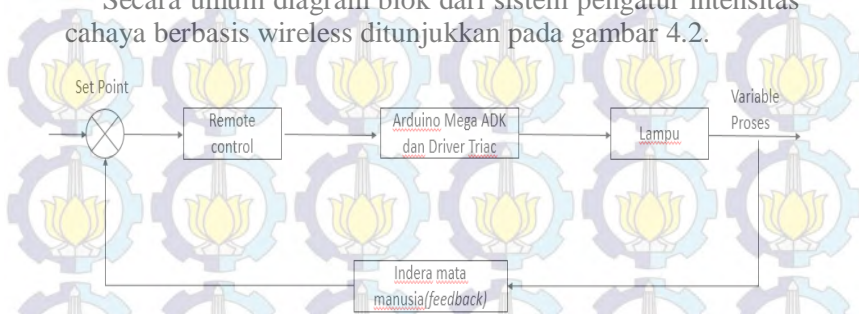 Secara umum diagram blok dari sistem pengatur intensitas
cahaya berbasis wireless ditunjukkan pada gambar 4.2.
Set Point
Remote
control
Arduino Mega ADK
dan Driver Triac
Lampu
Variable
Proses
Indera mata
manusia(feedback)